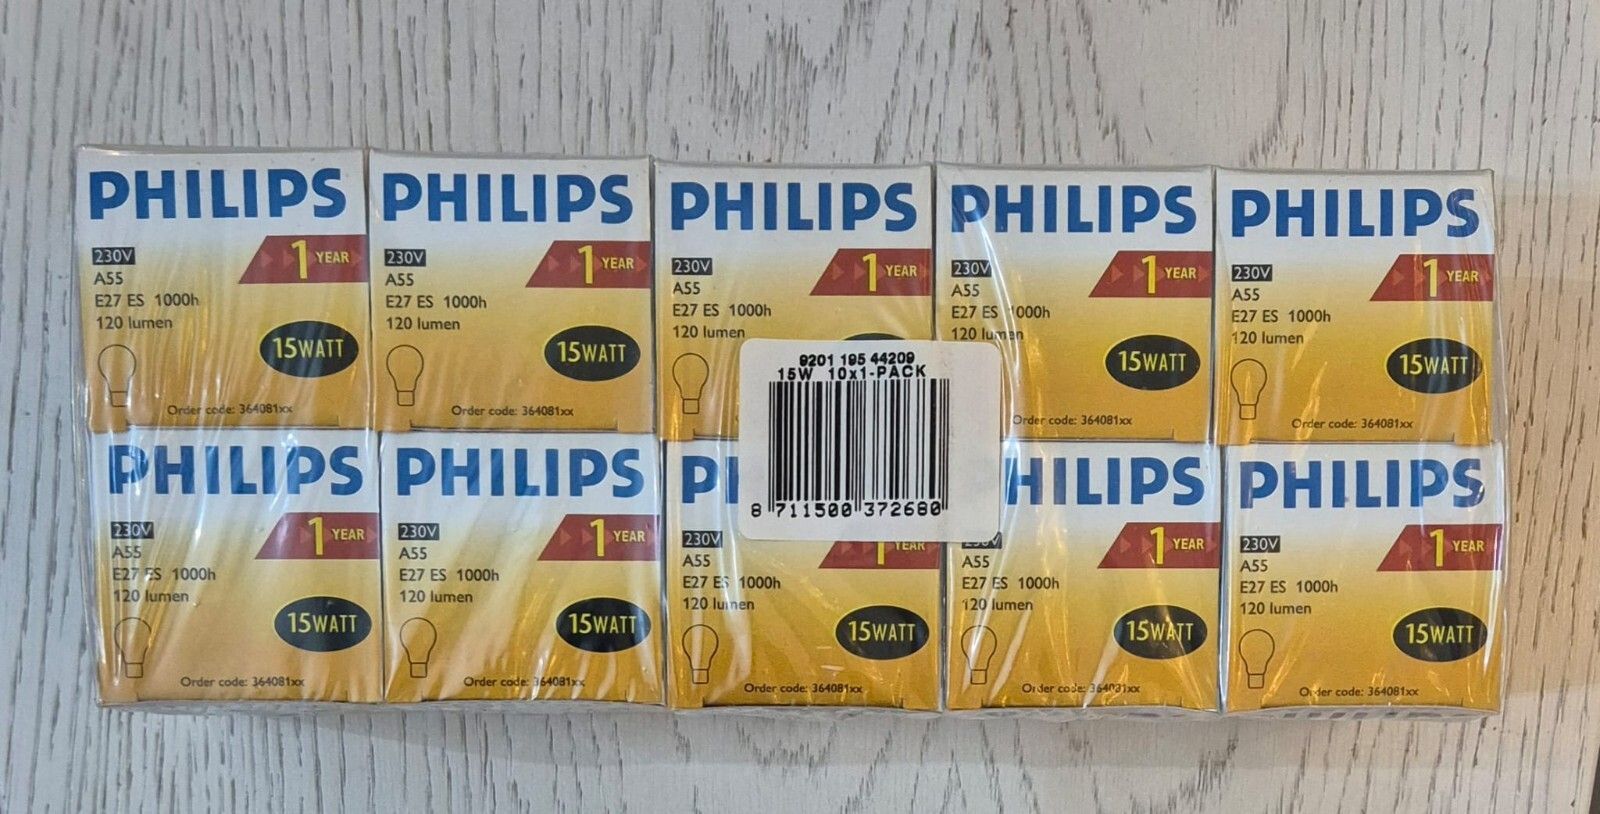 PHILIPS
230V
A55
E27 ES 1000h
120 lumen
1 YEAR
15WATT
Order code: 364081xx
PHILIPS
230V
A55
E27 ES 1000h
120 lumen
1 YEAR
15WATT
Order code: 364081xx
PHILIPS
230V
A55
E27 ES 1000h
120 lumen
1 YEAR
PHILIPS
230V
A55
E27 ES 1000h
120 lumen
1 YEAR
15WATT
Order code: 364081xx
PHILIPS
230V
A55
E27 ES 1000h
120 lumen
1 YEAR
15WATT
Order code: 364081xx
9201 195 44209
15W 10x1-PACK
8 711500 372680
PHILIPS
230V
A55
E27 ES 1000h
120 lumen
1 YEAR
15WATT
Order code: 364081xx
PHILIPS
230V
A55
E27 ES 1000h
120 lumen
1 YEAR
15WATT
Order code: 364081xx
P
230V
A55
E27 ES 1000h
120 lumen
1 YEAR
15WATT
Order code: 364081xx
HILIPS
230V
A55
E27 ES 1000h
120 lumen
1 YEAR
15WATT
Order code: 364081xx
PHILIPS
230V
A55
E27 ES 1000h
120 lumen
1 YEAR
15WATT
Order code: 364081xx